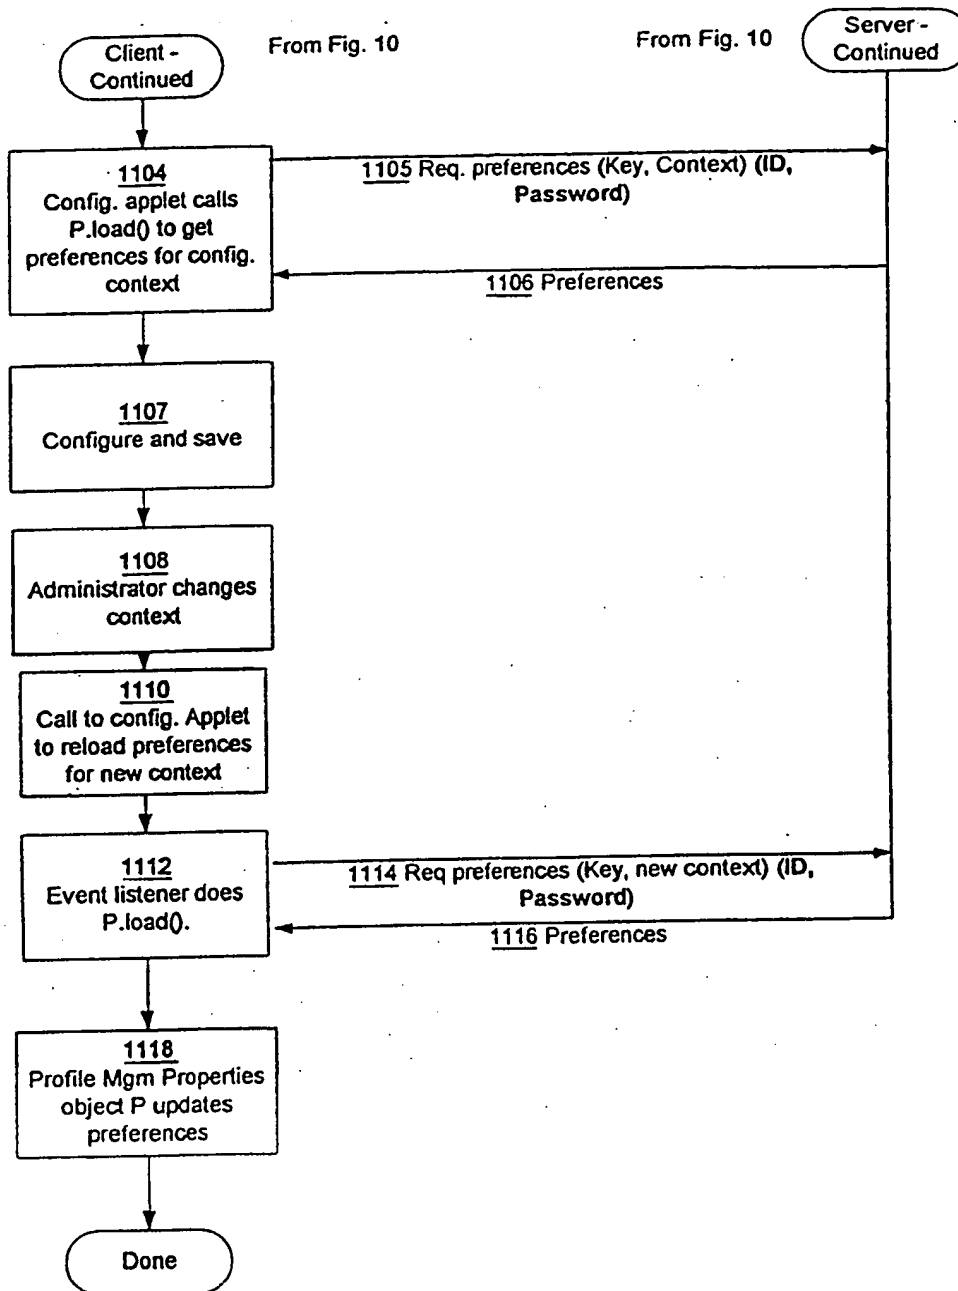 Client -
Continued
From Fig. 10
From Fig. 10
Server -
Continued
1104
Config. applet calls
P.load() to get
preferences for config.
context
1105 Req. preferences (Key, Context) (ID,
Password)
1106 Preferences
1107
Configure and save
1108
Administrator changes
context
1110
Call to config. Applet
to reload preferences
for new context
1112
Event listener does
P.load().
1114 Req preferences (Key, new context) (ID,
Password)
1116 Preferences
1118
Profile Mgm Properties
object P updates
preferences
Done